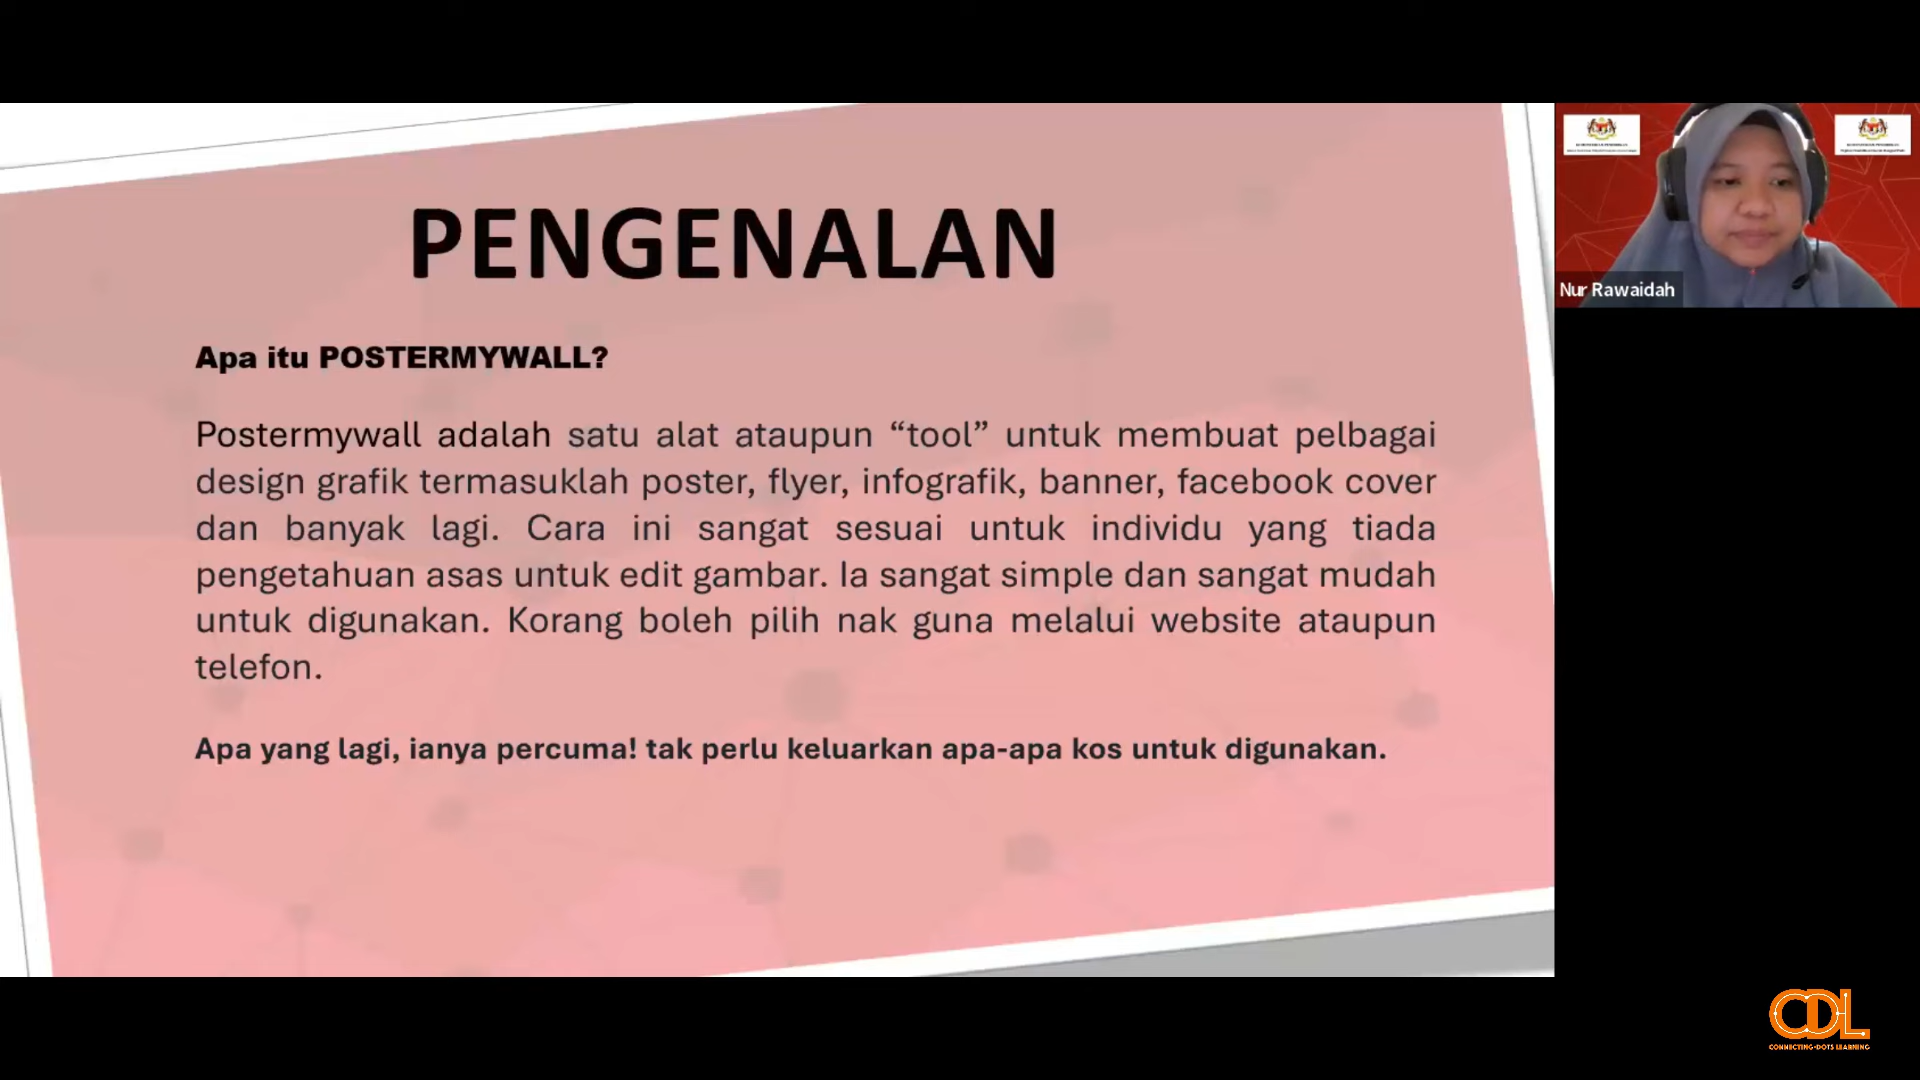 PENGENALAN
Apa itu POSTERMYWALL?
Postermywall adalah satu alat ataupun “tool” untuk membuat pelbagai
design grafik termasuklah poster, flyer, infografik, banner, facebook cover
dan banyak lagi. Cara ini sangat sesuai untuk individu yang tiada
pengetahuan asas untuk edit gambar. Ia sangat simple dan sangat mudah
untuk digunakan. Korang boleh pilih nak guna melalui website ataupun
telefon.
Apa yang lagi, ianya percuma! tak perlu keluarkan apa-apa kos untuk digunakan.
Nur Rawaidah
CDL
CONNECTING-DOTS LEARNING